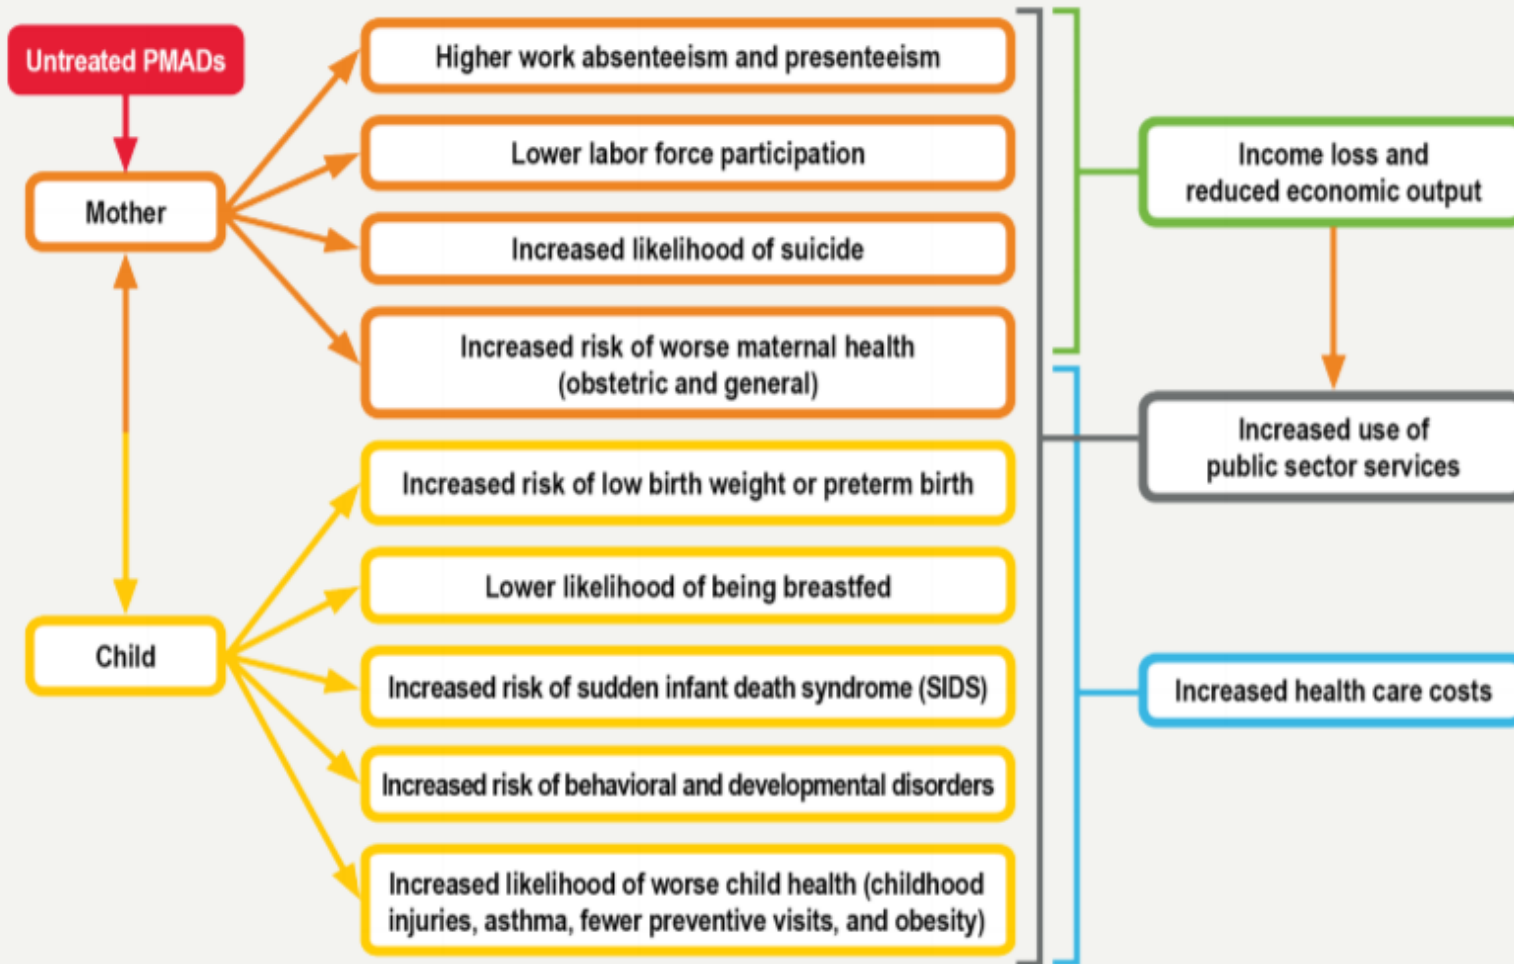 Untreated PMADs
Mother
Child
Higher work absenteeism and presenteeism
Lower labor force participation
Increased likelihood of suicide
Increased risk of worse maternal health
(obstetric and general)
Increased risk of low birth weight or preterm birth
Lower likelihood of being breastfed
Increased risk of sudden infant death syndrome (SIDS)
Increased risk of behavioral and developmental disorders
Increased likelihood of worse child health (childhood
injuries, asthma, fewer preventive visits, and obesity)
Income loss and
reduced economic output
Increased use of
public sector services
Increased health care costs